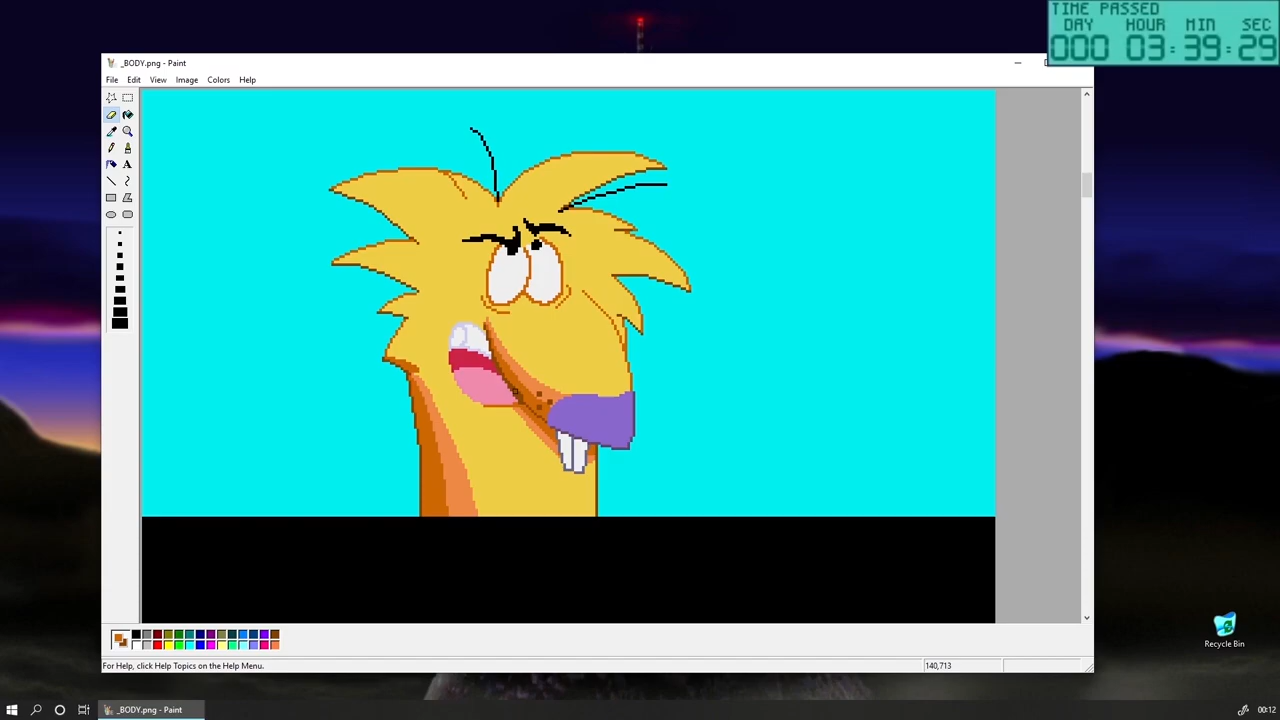 TIME PASSED
DAY HOUR MIN SEC
000 03:39:29
_BODY.png - Paint
File Edit View Image Colors Help
A
For Help, click Help Topics on the Help Menu.
140,713
Recycle Bin
_BODY.png - Paint
00:12